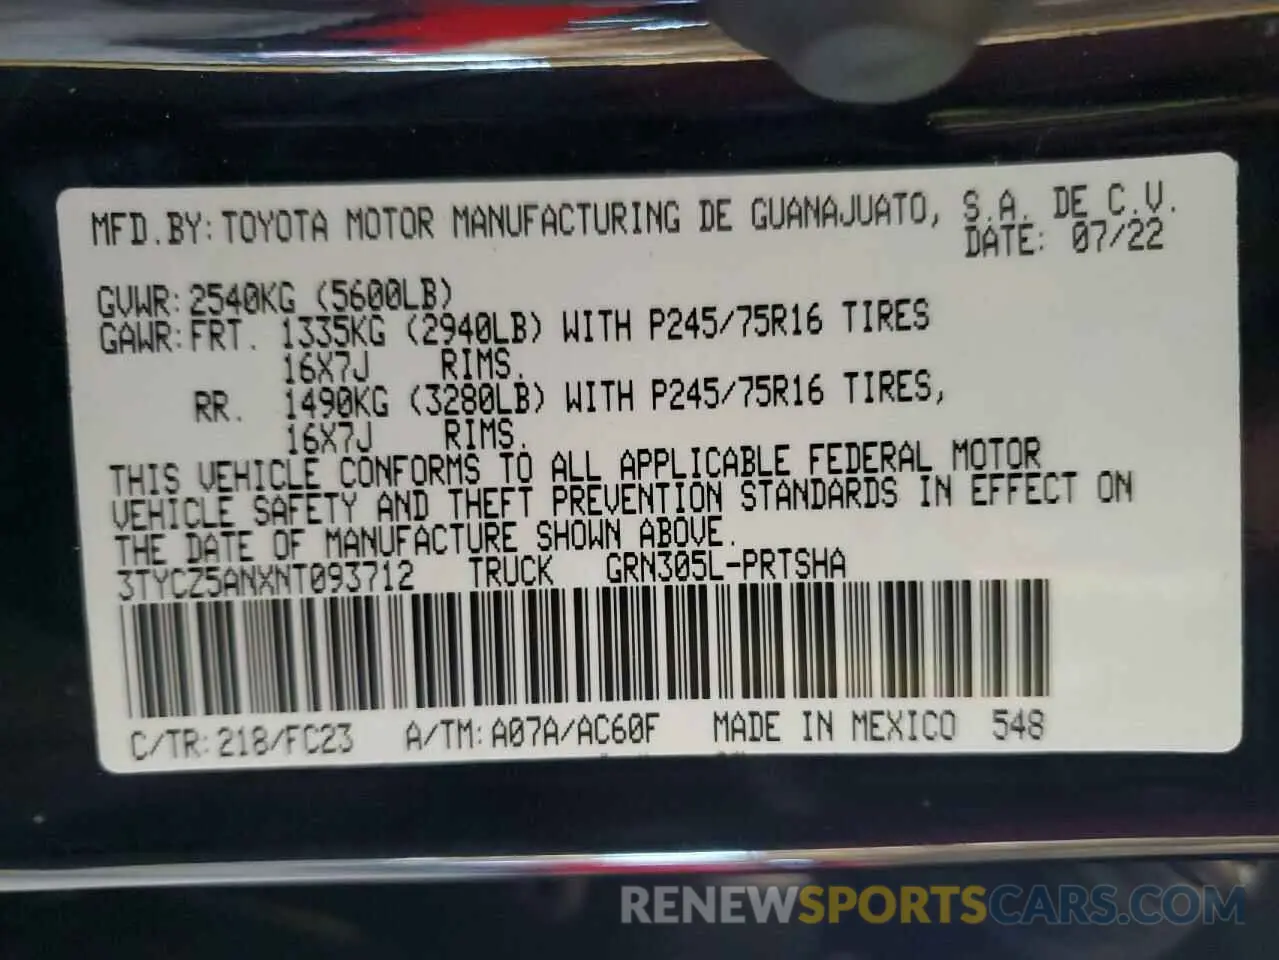 MFD.BY: TOYOTA MOTOR MANUFACTURING DE GUANAJUATO, S.A. DE C.V.
DATE: 07/22
GVWR: 2540KG (5600LB)
GAWR: FRT. 1335KG (2940LB) WITH P245/75R16 TIRES
16X7J RIMS.
RR. 1490KG (3280LB) WITH P245/75R16 TIRES,
16X7J RIMS.
THIS VEHICLE CONFORMS TO ALL APPLICABLE FEDERAL MOTOR
VEHICLE SAFETY AND THEFT PREVENTION STANDARDS IN EFFECT ON
THE DATE OF MANUFACTURE SHOWN ABOVE.
3TYCZ5ANXNT093712 TRUCK GRN305L-PRTSHA
C/TR: 218/FC23 A/TM: A07A/AC60F MADE IN MEXICO 548
RENEWSPORTSCARS.COM